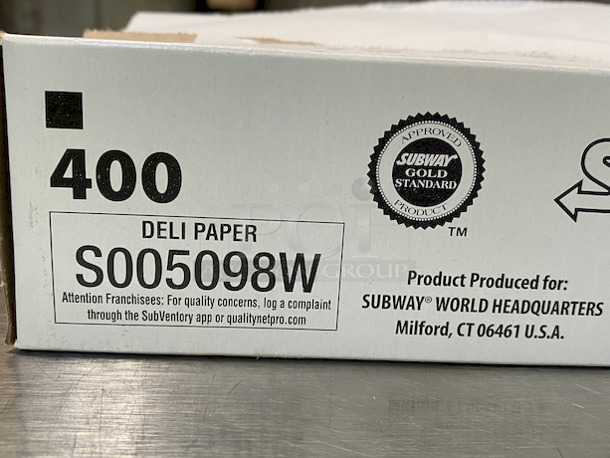 400
DELI PAPER
S005098W
Attention Franchisees: For quality concerns, log a complaint
through the SubVentory app or qualitynetpro.com
APPROVED
SUBWAY®
GOLD
STANDARD
PRODUCT
TM
Product Produced for:
SUBWAY® WORLD HEADQUARTERS
Milford, CT 06461 U.S.A.
GROUP